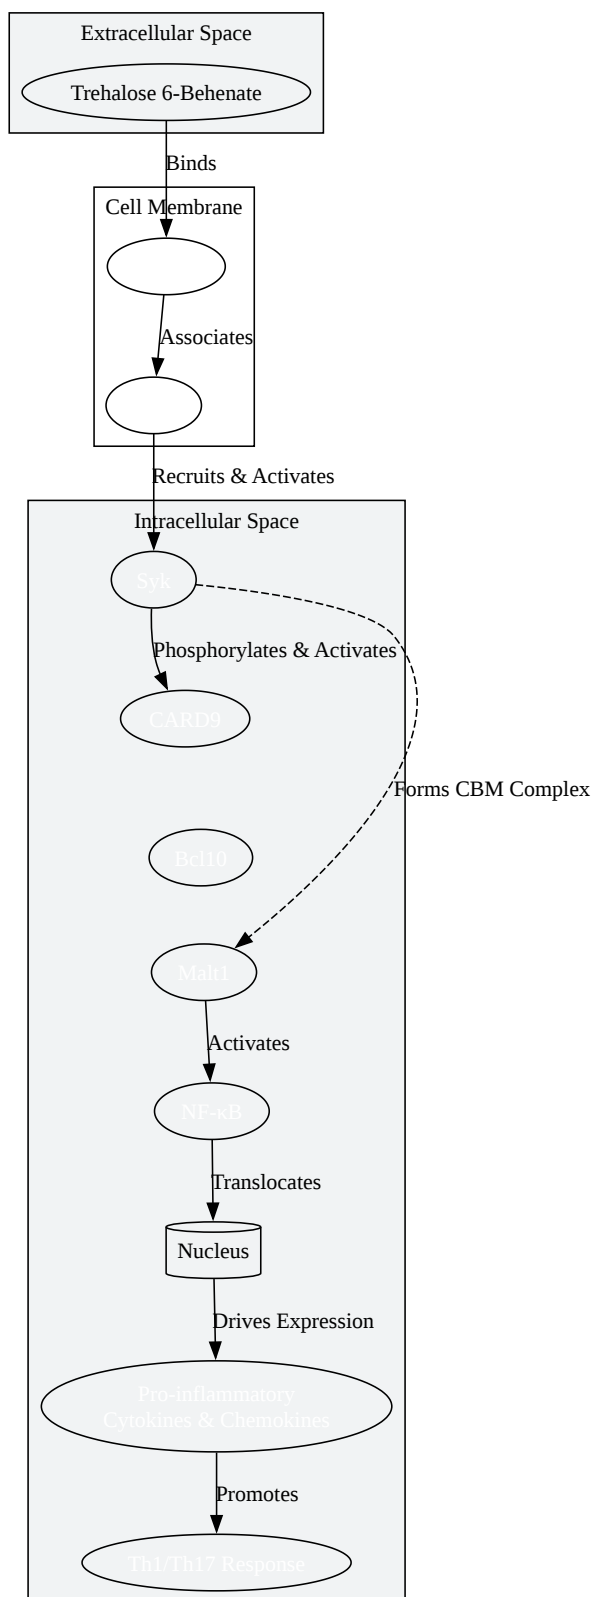 Extracellular Space
Trehalose 6-Behenate
Binds
Cell Membrane
Associates
Recruits & Activates
Intracellular Space
Syk
Phosphorylates & Activates
CARD9
Forms CBM Complex
Bcl10
Malt1
Activates
NF-κB
Translocates
Nucleus
Drives Expression
Pro-inflammatory
Cytokines & Chemokines
Promotes
Th1/Th17 Response